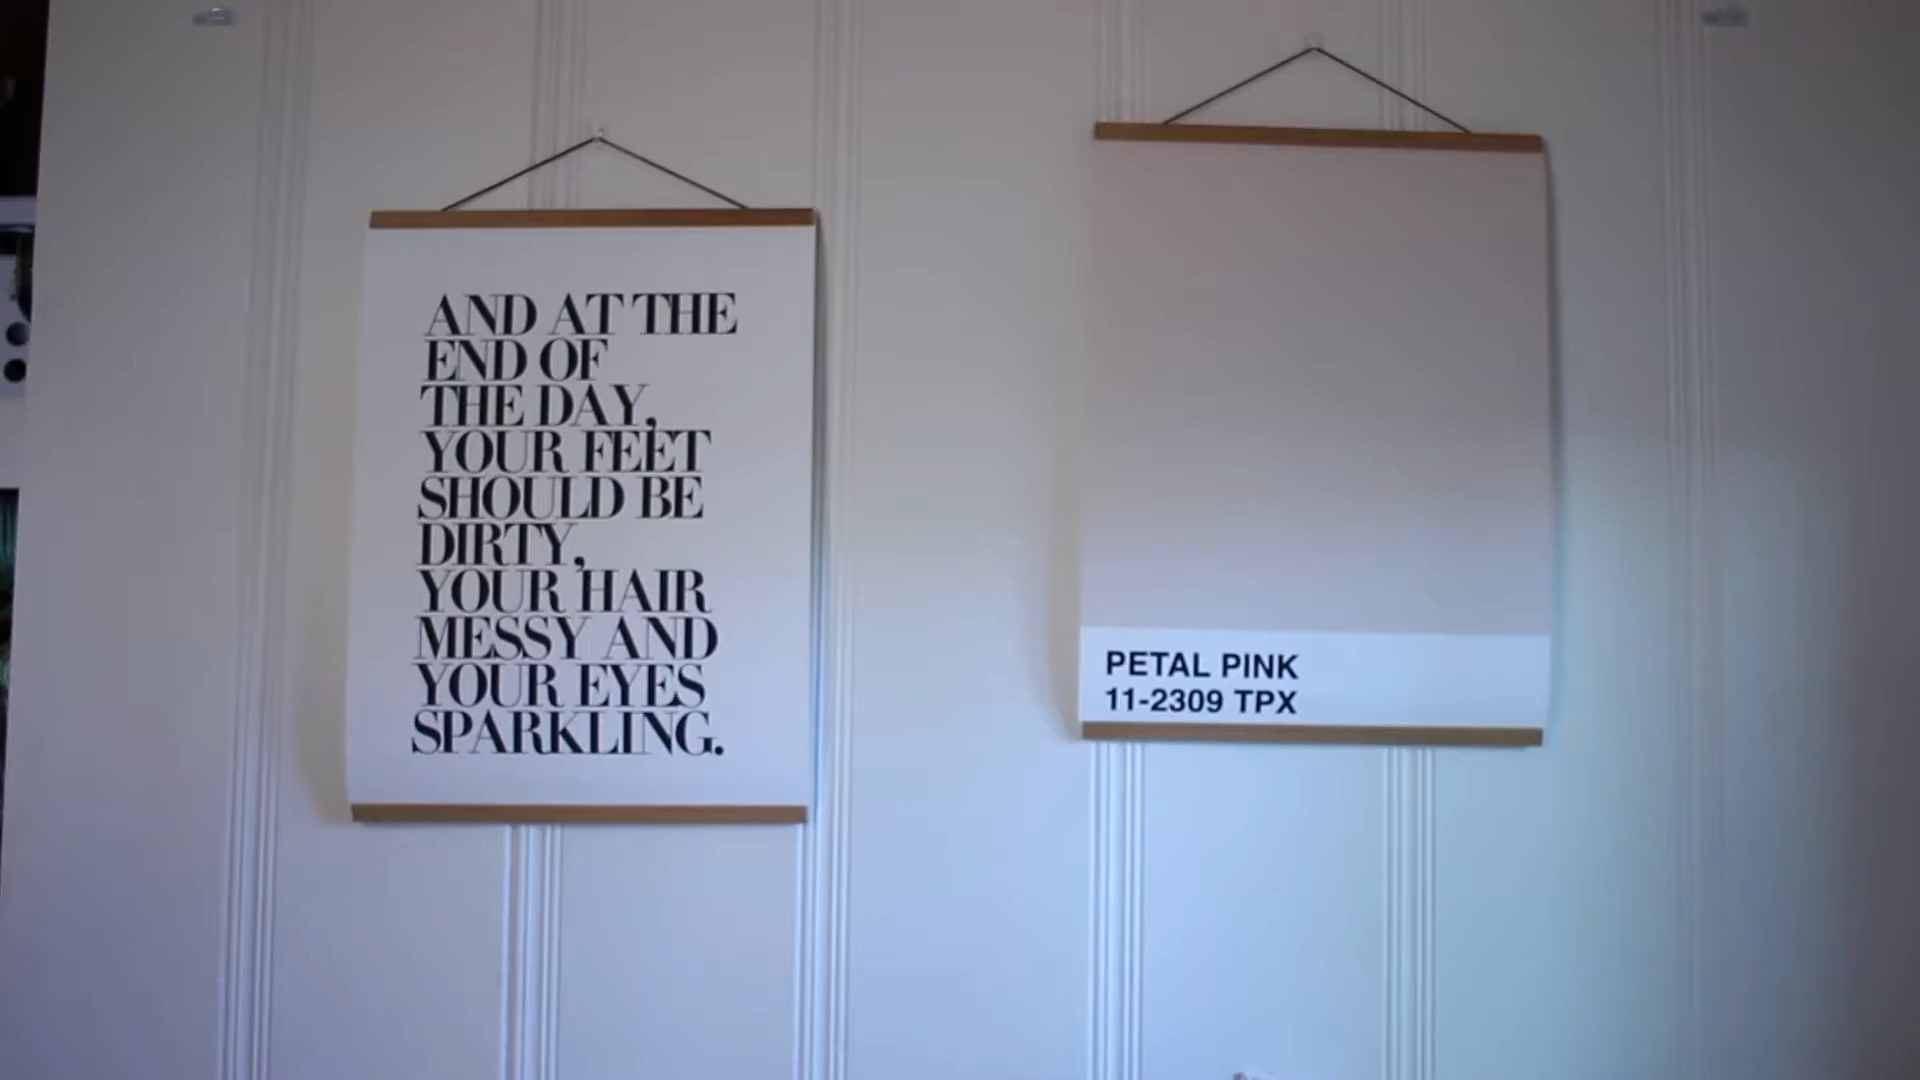 AND AT THE
END OF
THE DAY,
YOUR FEET
SHOULD BE
DIRTY,
YOUR HAIR
MESSY AND
YOUR EYES
SPARKLING.
PETAL PINK
11-2309 TPX